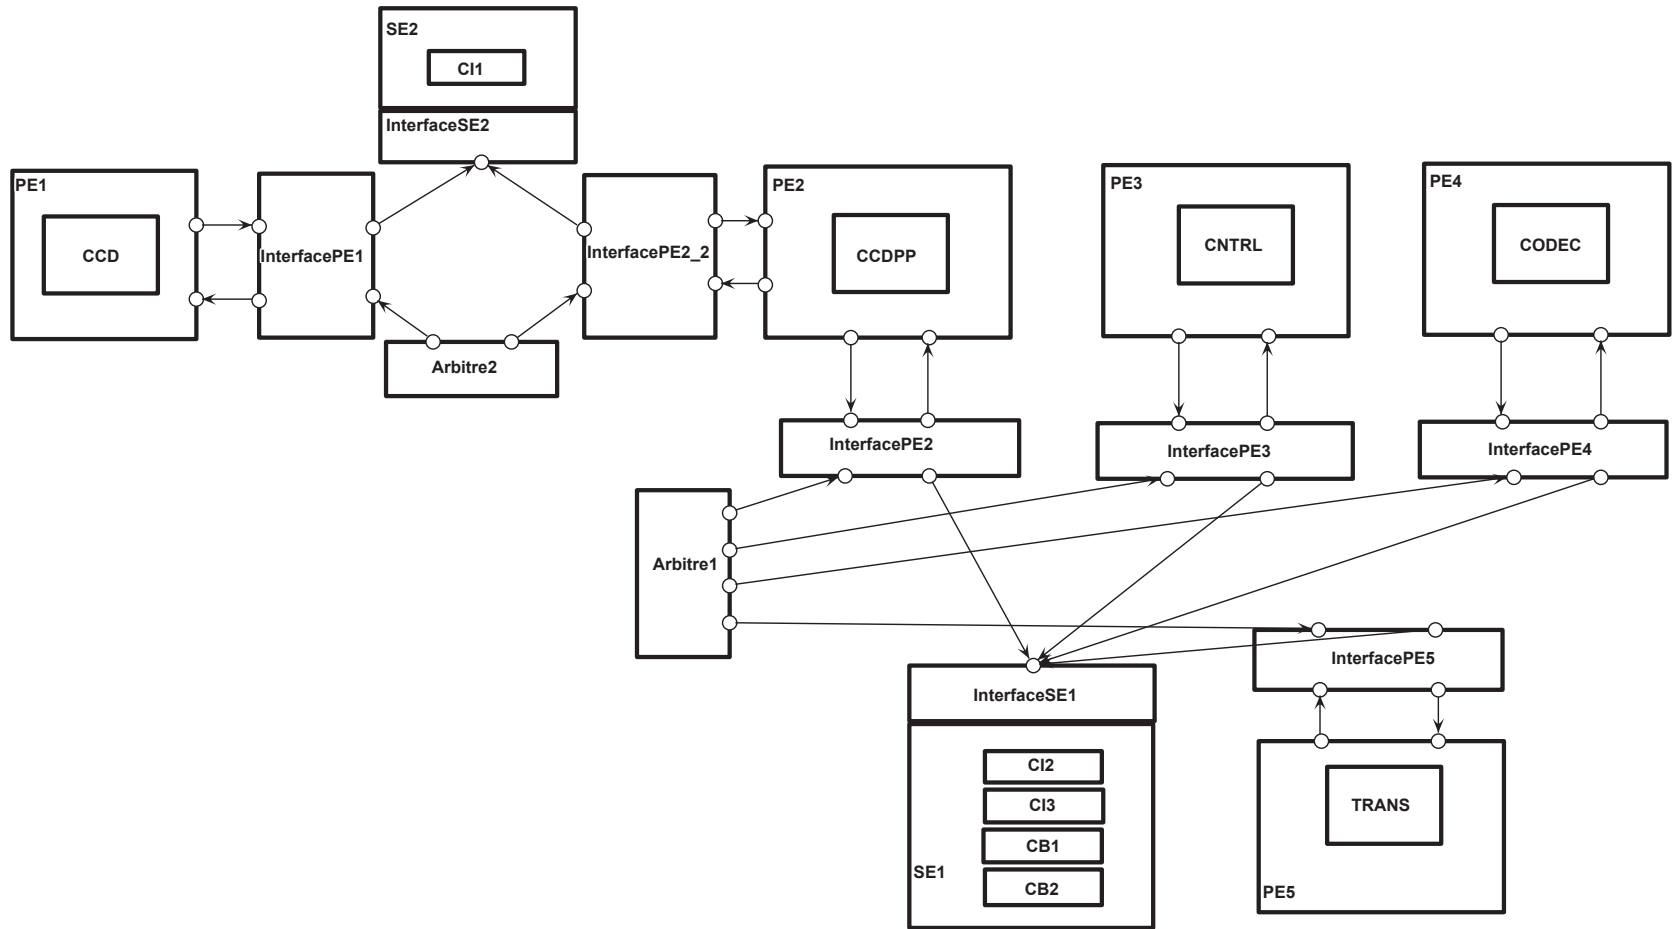 SE2
CI1
InterfaceSE2
PE1
CCD
InterfacePE1
InterfacePE2_2
PE2
CCDPP
PE3
CNTRL
PE4
CODEC
Arbitre2
InterfacePE2
InterfacePE3
InterfacePE4
Arbitre1
InterfacePE5
InterfaceSE1
CI2
CI3
CB1
CB2
SE1
TRANS
PE5